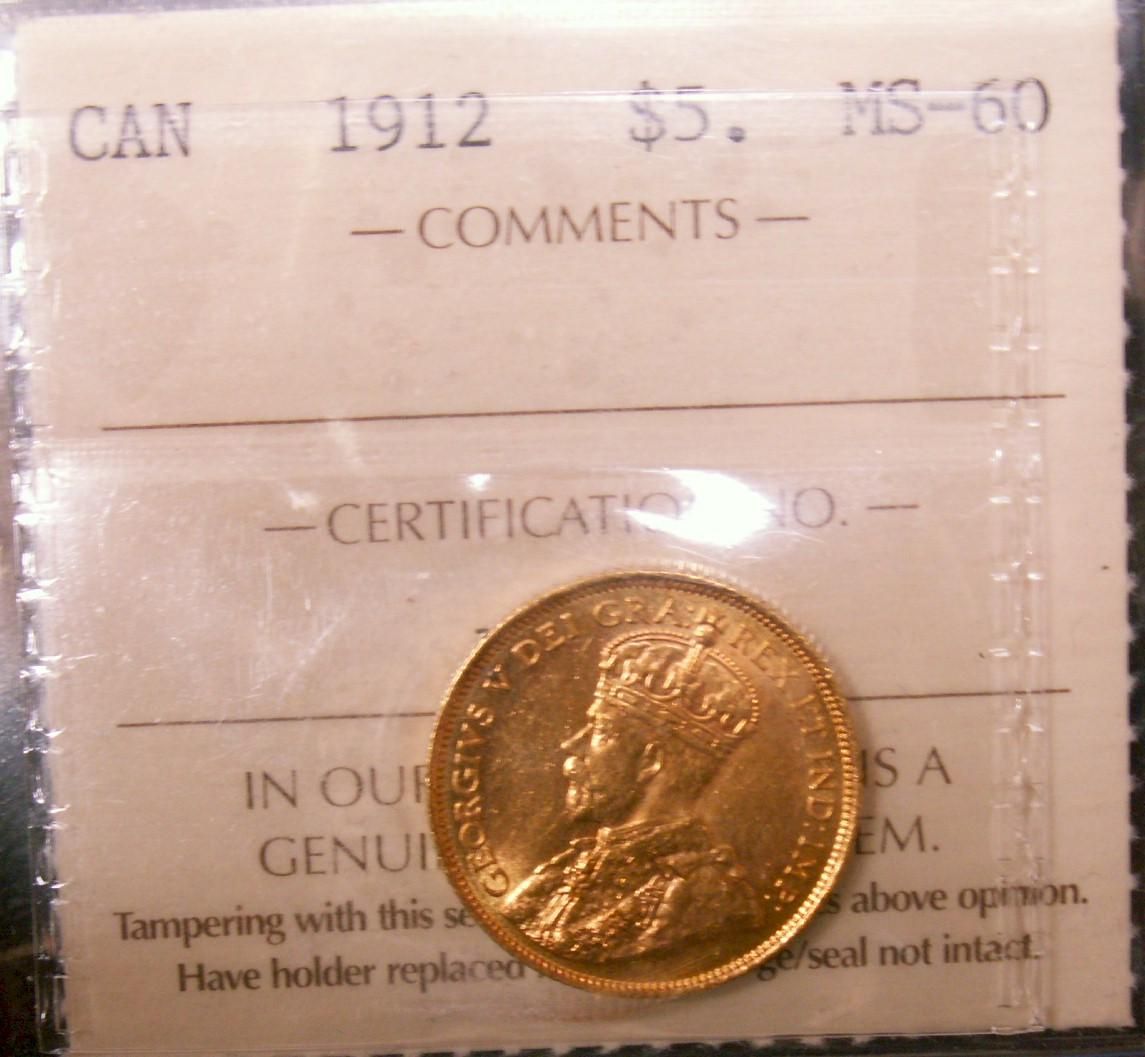 CAN 1912 $5. MS-60
— COMMENTS —
— CERTIFICATIO NO. —
GEORGIVS V DEI GRA: REX ET IND: IMP:
IN OUR IS A
GENUI EM.
Tampering with this se s above opinion.
Have holder replaced ge/seal not intact.